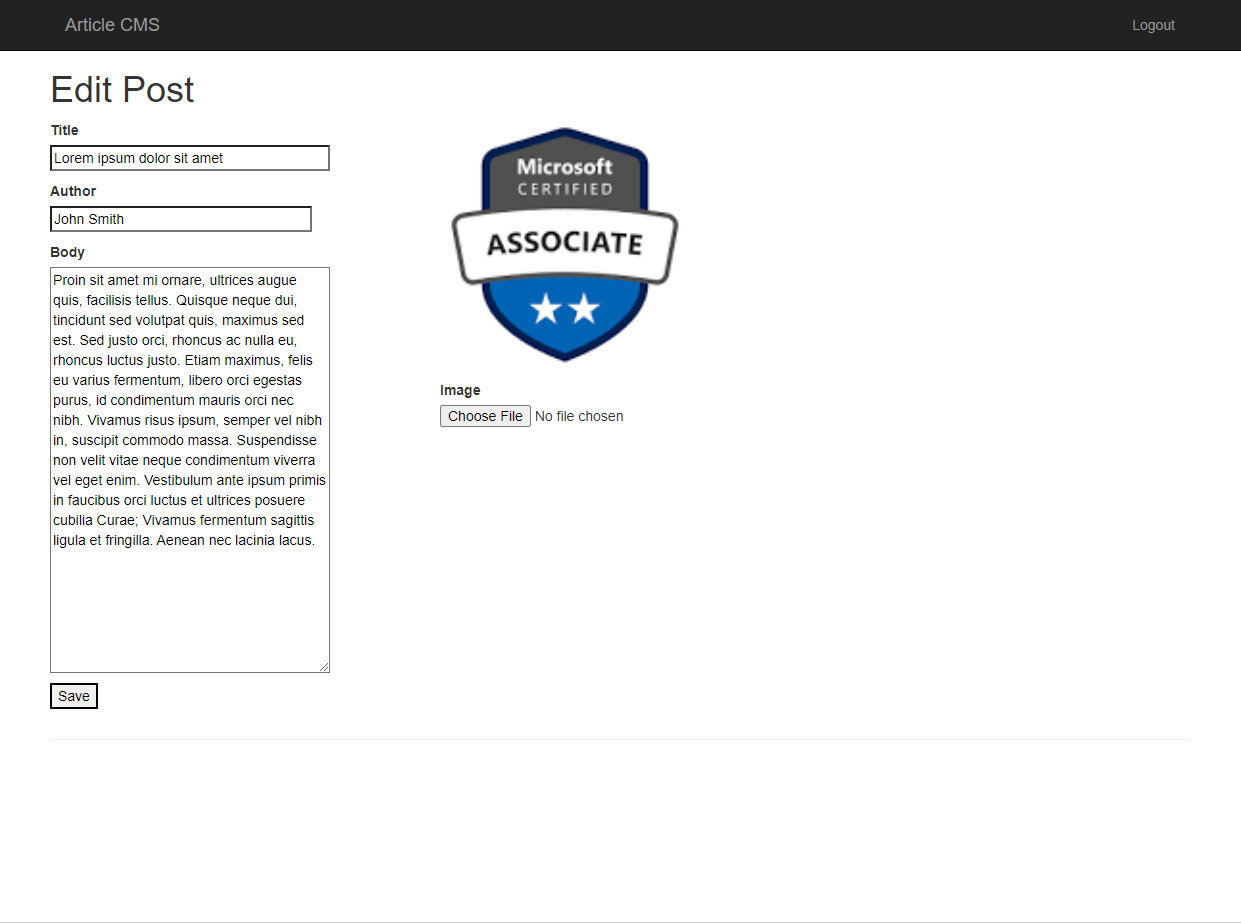 Article CMS
Logout
Edit Post
Title
Lorem ipsum dolor sit amet
Author
John Smith
Body
Proin sit amet mi ornare, ultrices augue
quis, facilisis tellus. Quisque neque dui,
tincidunt sed volutpat quis, maximus sed
est. Sed justo orci, rhoncus ac nulla eu,
rhoncus luctus justo. Etiam maximus, felis
eu varius fermentum, libero orci egestas
purus, id condimentum mauris orci nec
nibh. Vivamus risus ipsum, semper vel nibh
in, suscipit commodo massa. Suspendisse
non velit vitae neque condimentum viverra
vel eget enim. Vestibulum ante ipsum primis
in faucibus orci luctus et ultrices posuere
cubilia Curae; Vivamus fermentum sagittis
ligula et fringilla. Aenean nec lacinia lacus.
Save
Microsoft
CERTIFIED
ASSOCIATE
Image
Choose File No file chosen